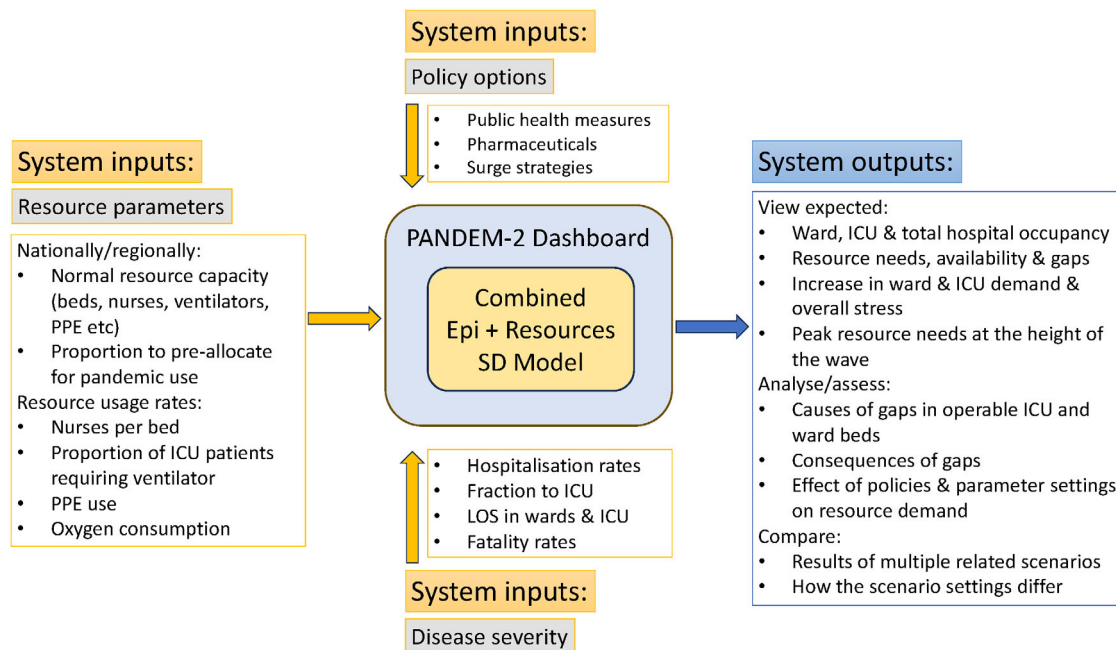 System inputs:
Policy options
• Public health measures
• Pharmaceuticals
• Surge strategies
System inputs:
Resource parameters
Nationally/regionally:
• Normal resource capacity
(beds, nurses, ventilators,
PPE etc)
• Proportion to pre-allocate
for pandemic use
Resource usage rates:
• Nurses per bed
• Proportion of ICU patients
requiring ventilator
• PPE use
• Oxygen consumption
PANDEM-2 Dashboard
Combined
Epi + Resources
SD Model
• Hospitalisation rates
• Fraction to ICU
• LOS in wards & ICU
• Fatality rates
System inputs:
Disease severity
System outputs:
View expected:
• Ward, ICU & total hospital occupancy
• Resource needs, availability & gaps
• Increase in ward & ICU demand &
overall stress
• Peak resource needs at the height of
the wave
Analyse/assess:
• Causes of gaps in operable ICU and
ward beds
• Consequences of gaps
• Effect of policies & parameter settings
on resource demand
Compare:
• Results of multiple related scenarios
• How the scenario settings differ